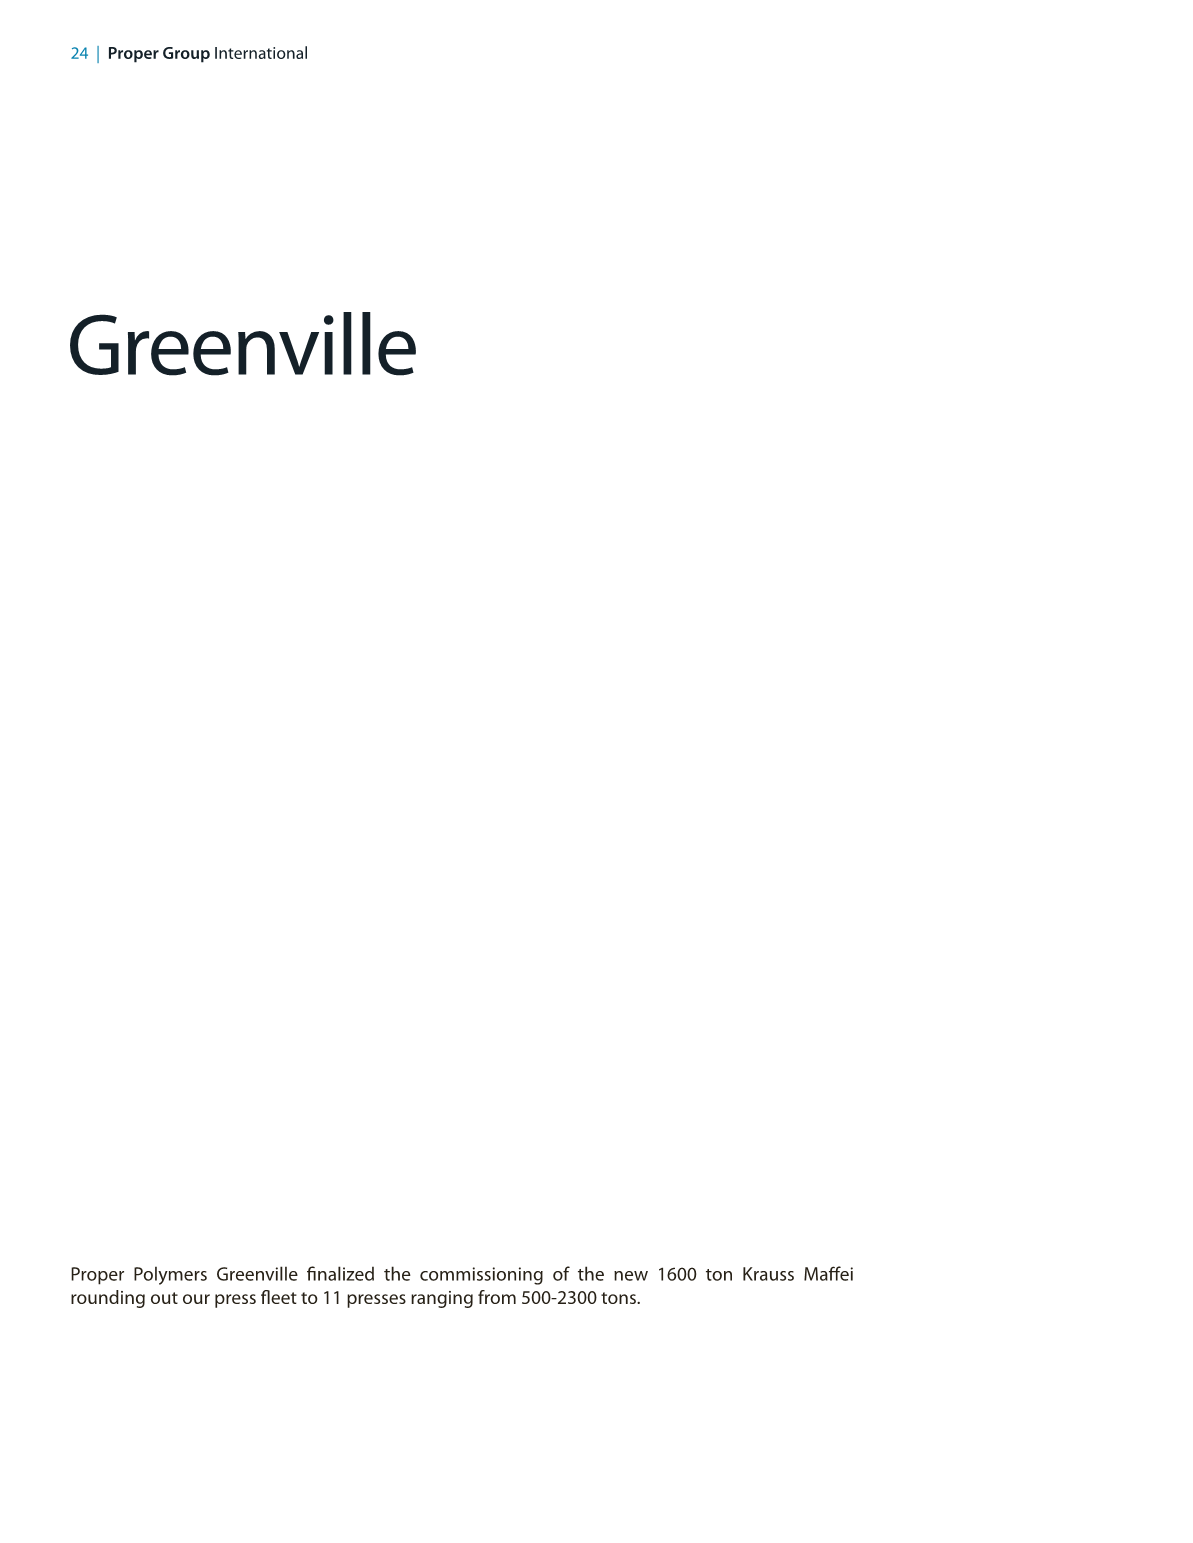 24 | Proper Group International
Greenville
Proper Polymers Greenville finalized the commissioning of the new 1600 ton Krauss Maffei
rounding out our press fleet to 11 presses ranging from 500-2300 tons.